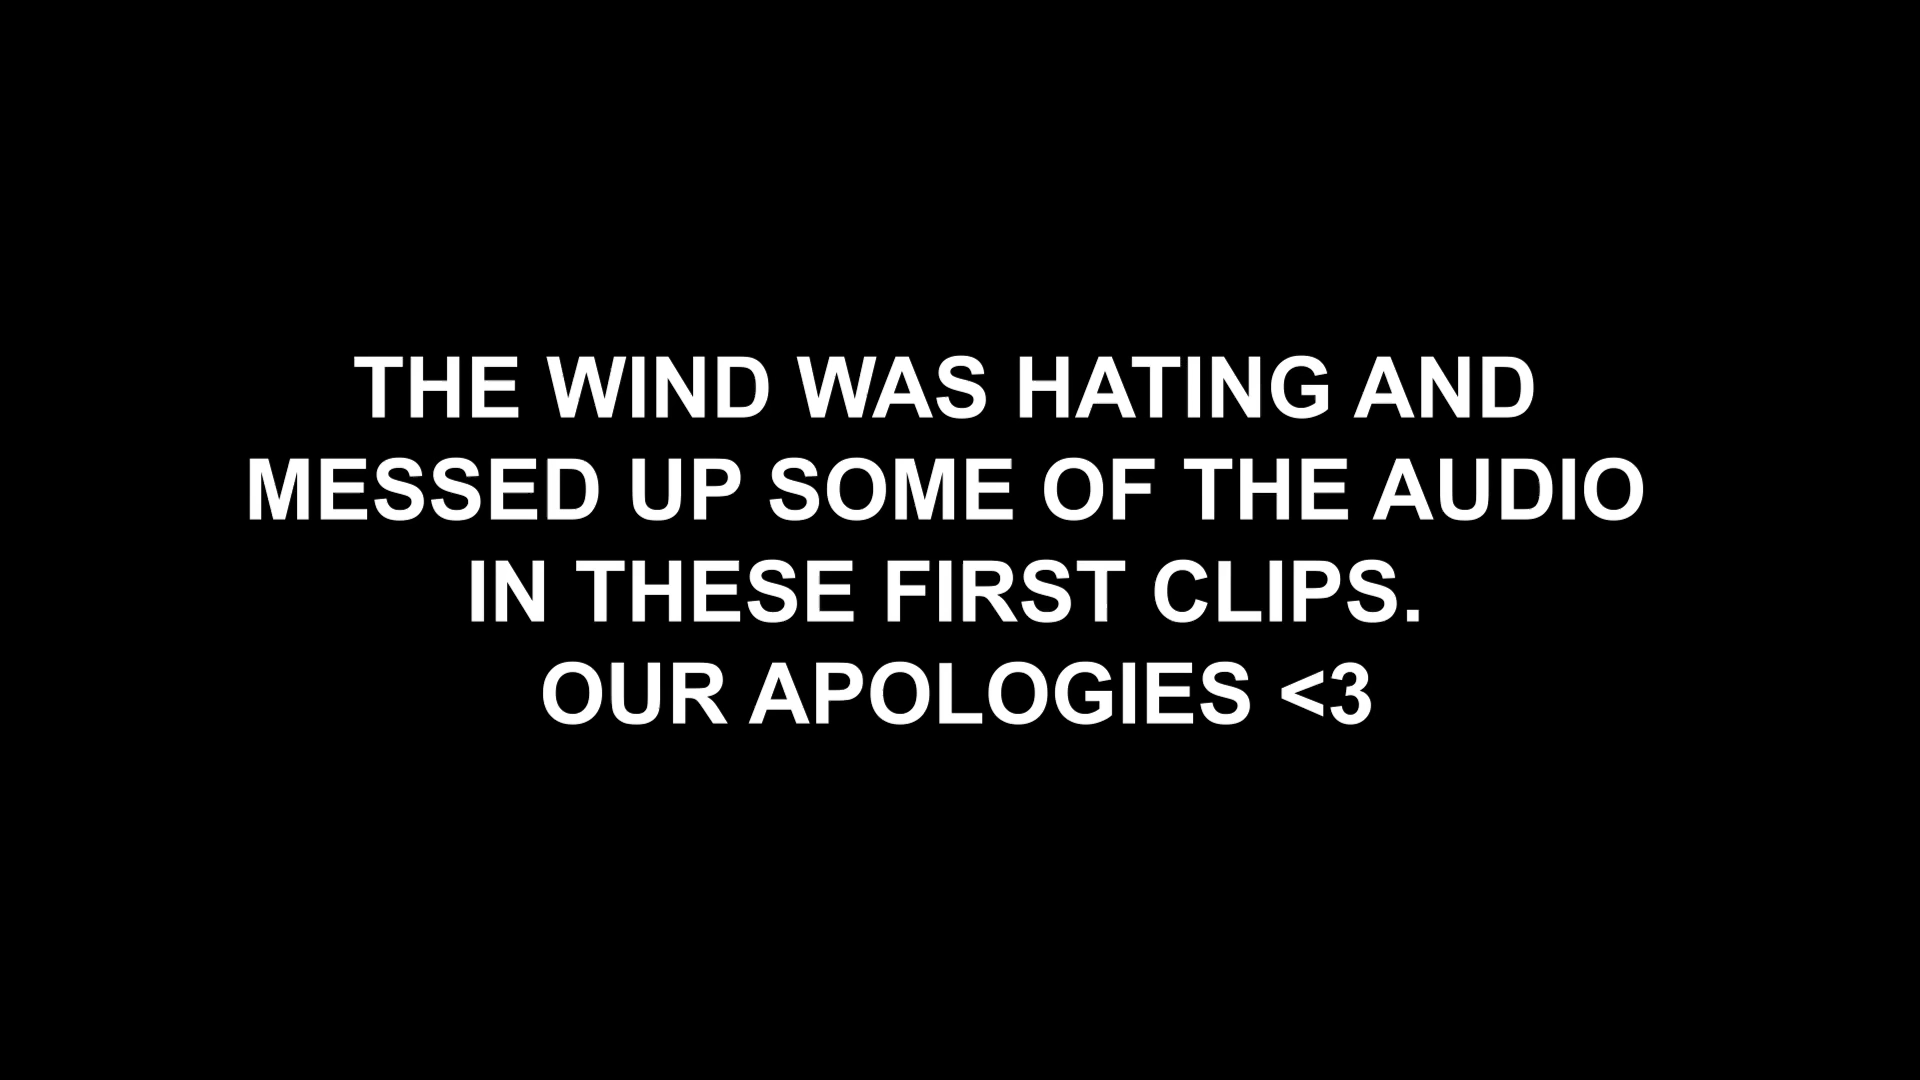 THE WIND WAS HATING AND
MESSED UP SOME OF THE AUDIO
IN THESE FIRST CLIPS.
OUR APOLOGIES <3